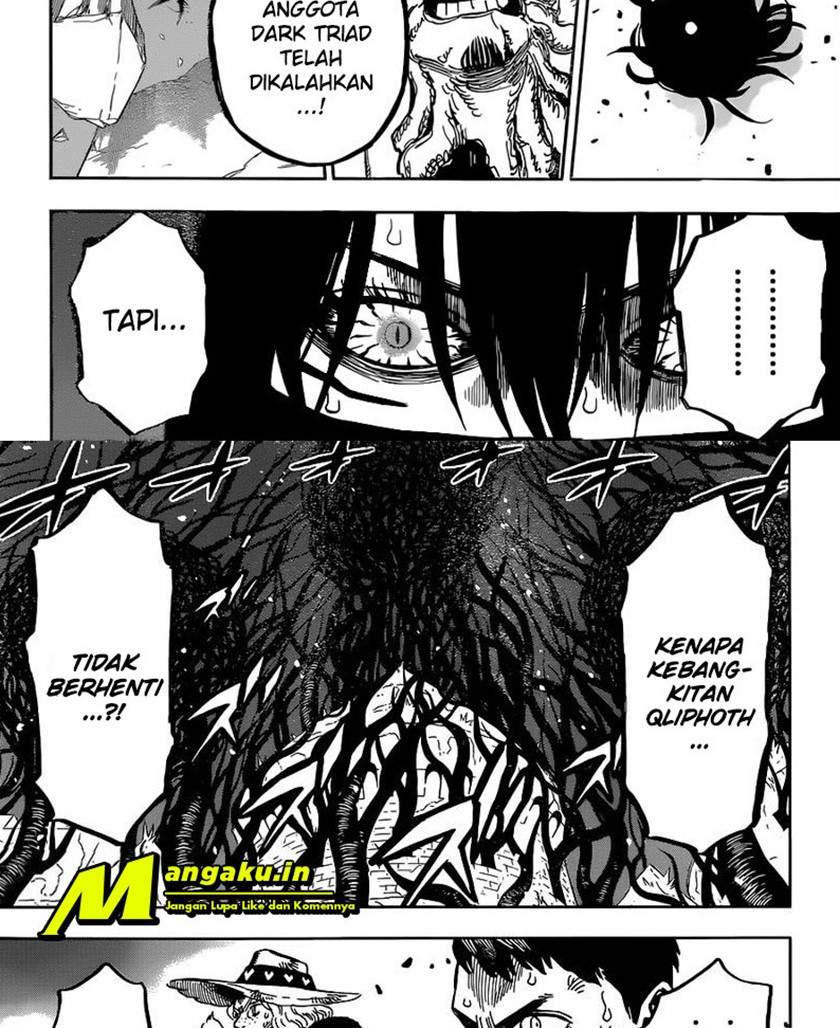 ANGGOTA
DARK TRIAD
TELAH
DIKALAHKAN
...!
............
TAPI...
KENAPA
KEBANG-
KITAN
QLIPHOTH
...
TIDAK
BERHENTI
...?!
Mangaku.in
Jangan Lupa Like dan Komennya